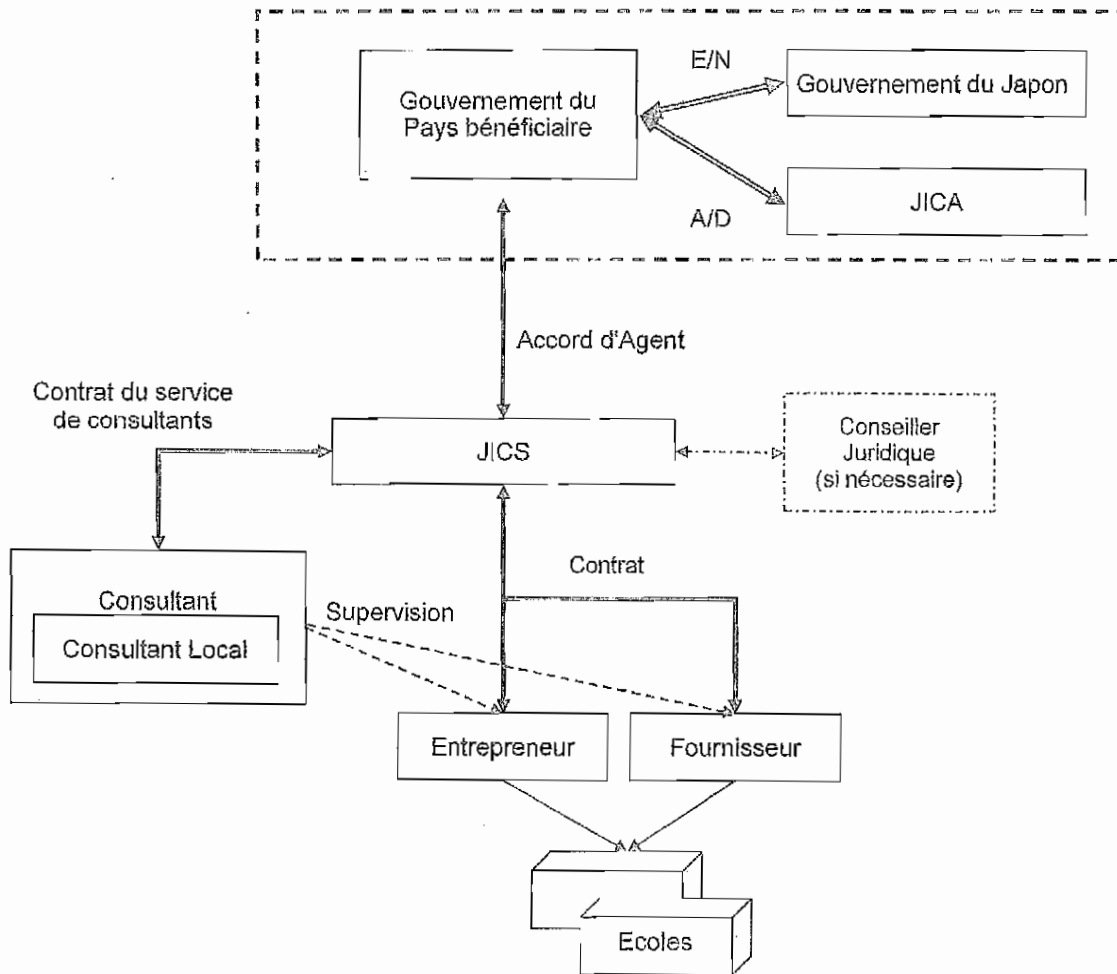 E/N
Gouvernement du
Pays bénéficiaire
Gouvernement du Japon
JICA
A/D
Accord d'Agent
Contrat du service
de consultants
JICS
Conseiller
Juridique
(si nécessaire)
Contrat
Consultant
Supervision
Consultant Local
Entrepreneur
Fournisseur
Ecoles